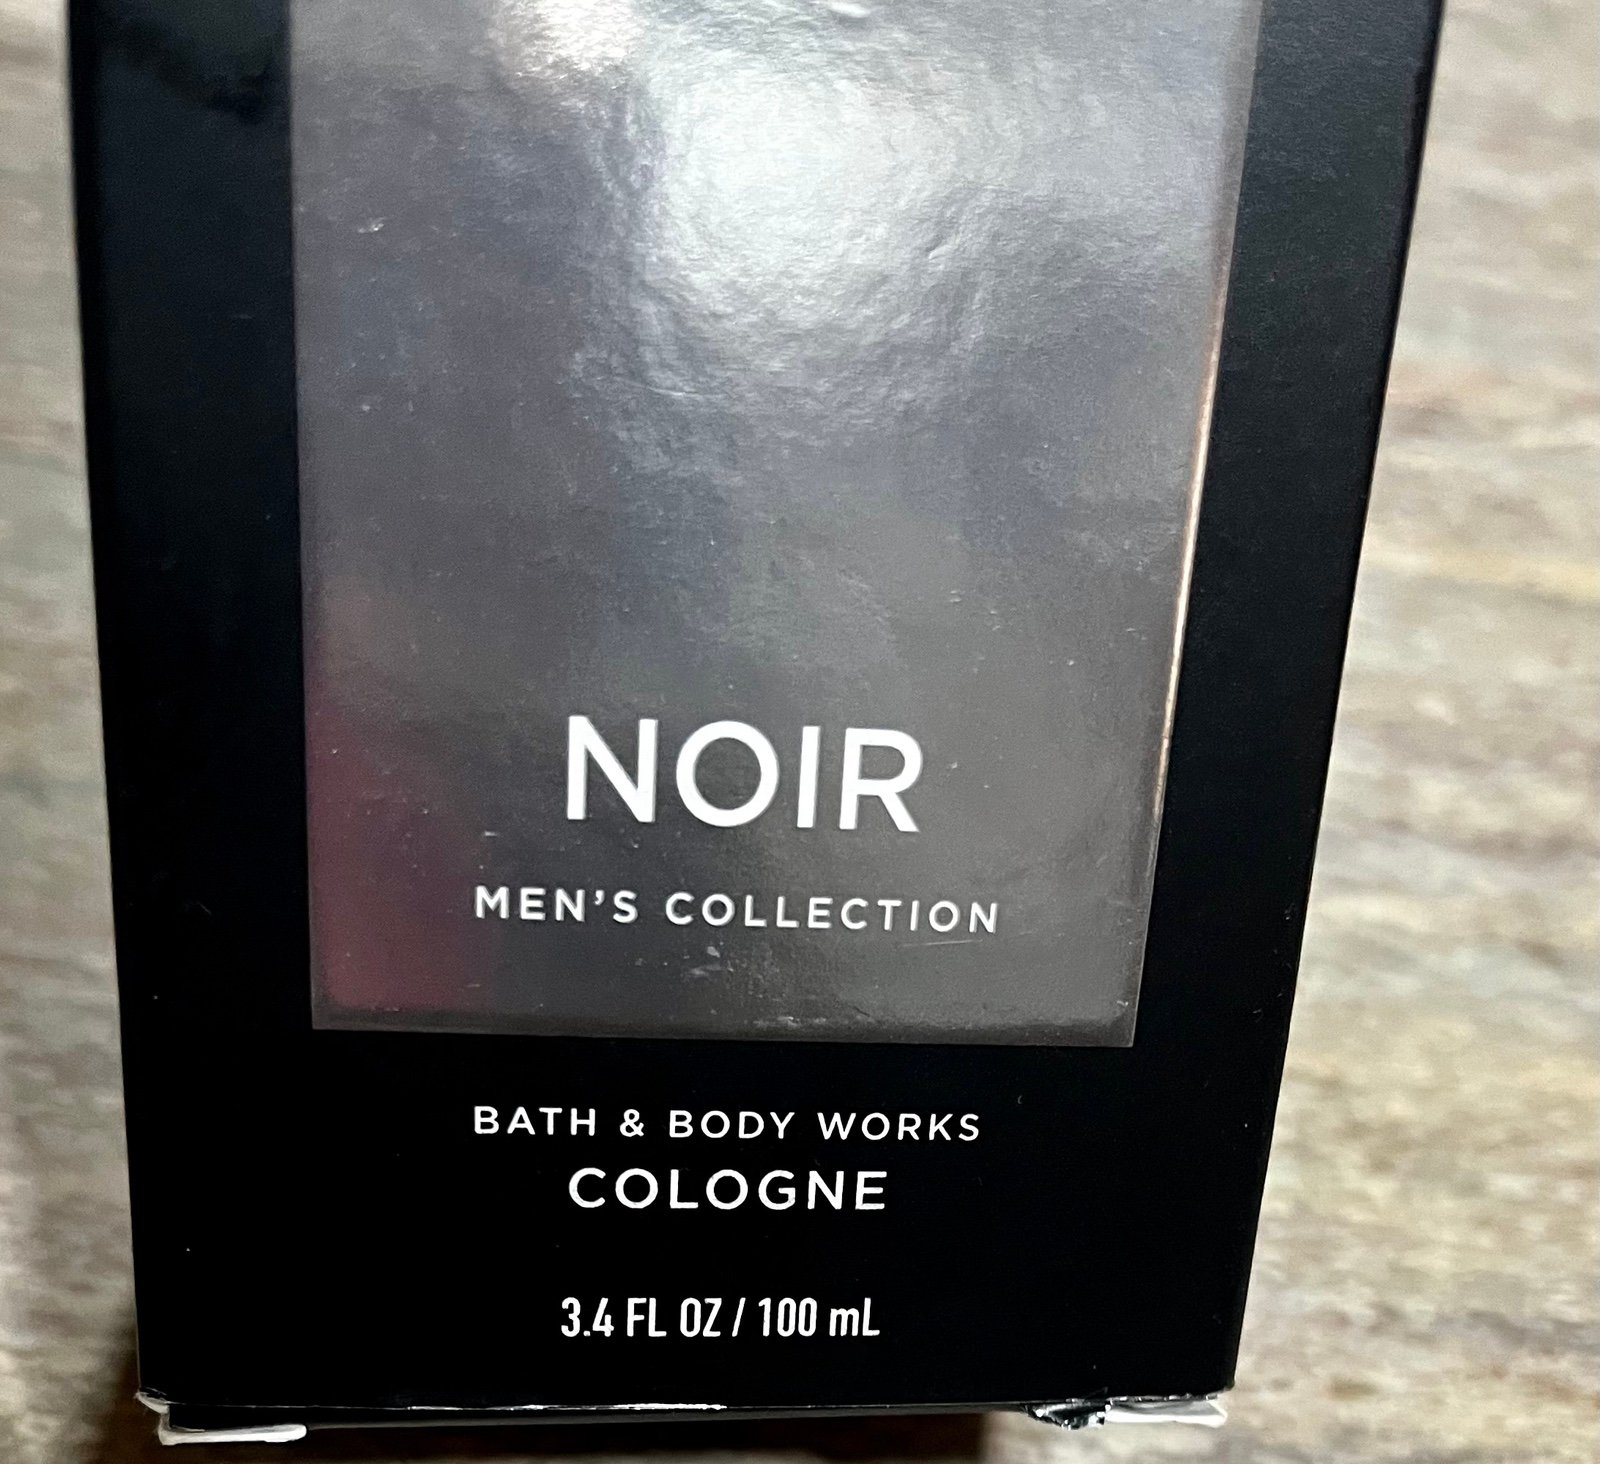 NOIR
MEN'S COLLECTION
BATH & BODY WORKS
COLOGNE
3.4 FL OZ / 100 mL